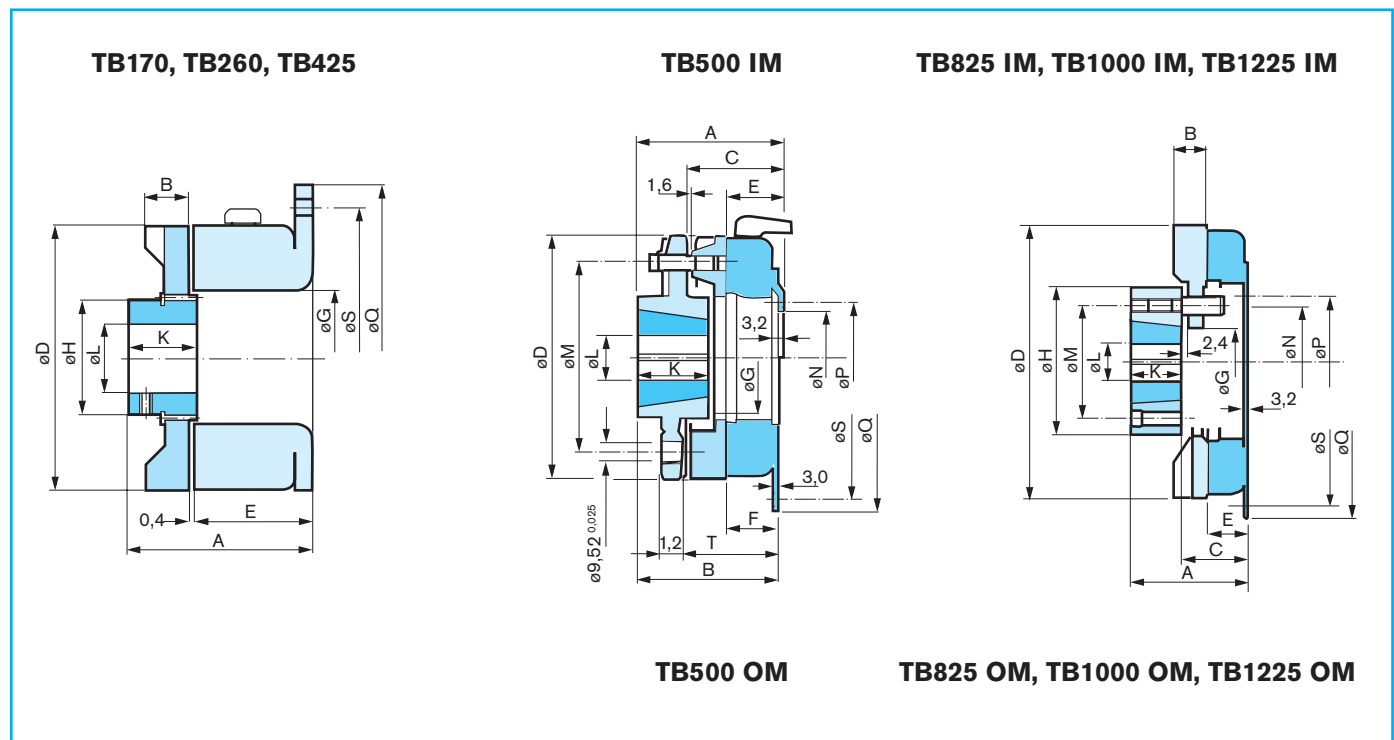 TB170, TB260, TB425
TB500 IM
TB825 IM, TB1000 IM, TB1225 IM
B
øD
øH
øL
K
øG
øS
øQ
0,4
E
A
A
C
1,6
E
øD
øM
øL
K
øG
3,2
øN
øP
øS
øQ
3,0
F
ø9,52 0,025
1,2
T
B
B
øD
øH
øM
øL
K
2,4
øG
øN
øP
3,2
øS
øQ
E
C
A
TB500 OM
TB825 OM, TB1000 OM, TB1225 OM